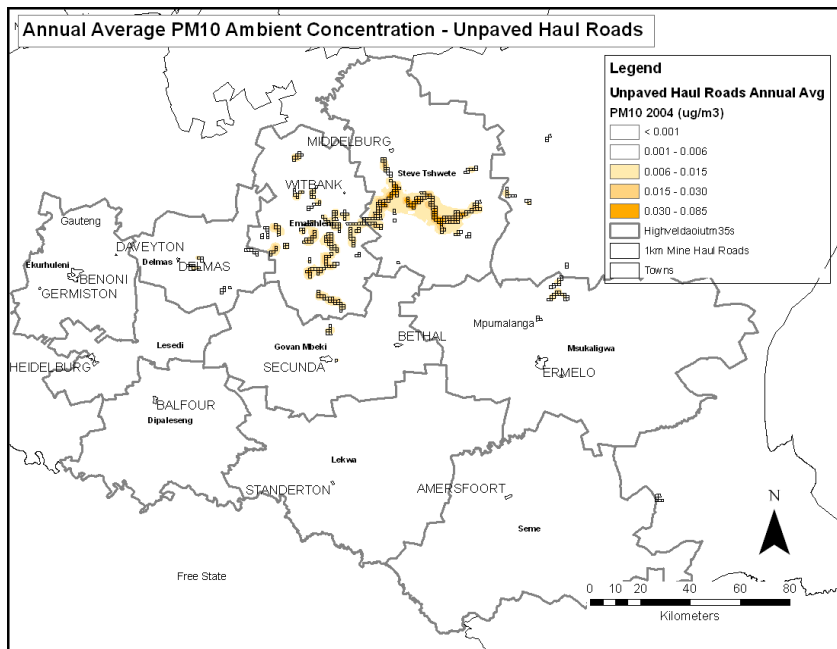 Annual Average PM10 Ambient Concentration - Unpaved Haul Roads
Legend
Unpaved Haul Roads Annual Avg
PM10 2004 (ug/m3)
< 0.001
0.001 - 0.006
0.006 - 0.015
0.015 - 0.030
0.030 - 0.085
Highveldaoiutm35s
1km Mine Haul Roads
Towns
MIDDELBURG
Steve Tshwete
WITBANK
Gauteng
Emalahleni
DAVEYTON
Ekurhuleni
Delmas
DELMAS
BENONI
GERMISTON
Mpumalanga
BETHAL
Lesedi
Govan Mbeki
Msukaligwa
HEIDELBURG
SECUNDA
ERMELO
BALFOUR
Dipaleseng
Lekwa
STANDERTON
AMERSFOORT
Seme
N
Free State
0 5 10 20 40 60 80
Kilometers